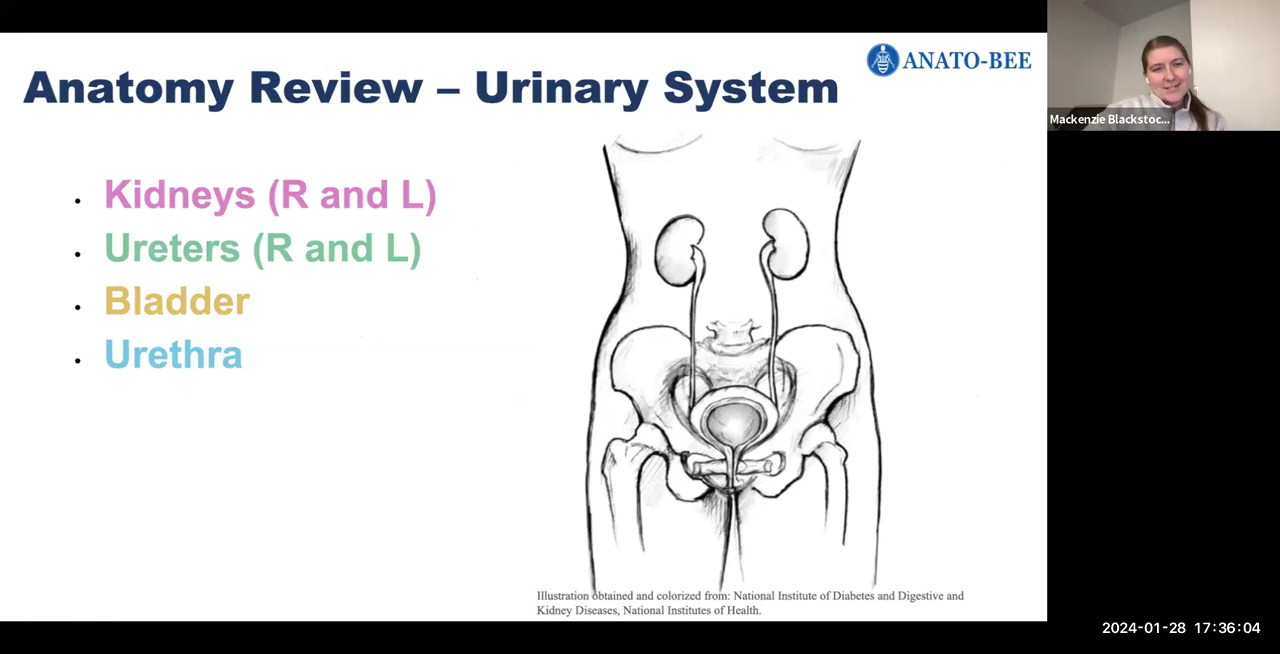 Anatomy Review – Urinary System
ANATO-BEE
Mackenzie Blackstoc...
• Kidneys (R and L)
• Ureters (R and L)
• Bladder
• Urethra
Illustration obtained and colorized from: National Institute of Diabetes and Digestive and
Kidney Diseases, National Institutes of Health.
2024-01-28 17:36:04